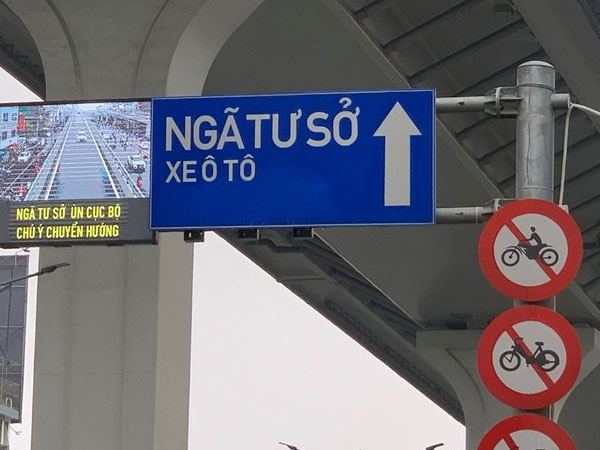 NGÃ TƯ SỞ
XE Ô TÔ
NGÃ TƯ SỞ ÙN CỤC BỘ
CHÚ Ý CHUYỂN HƯỚNG